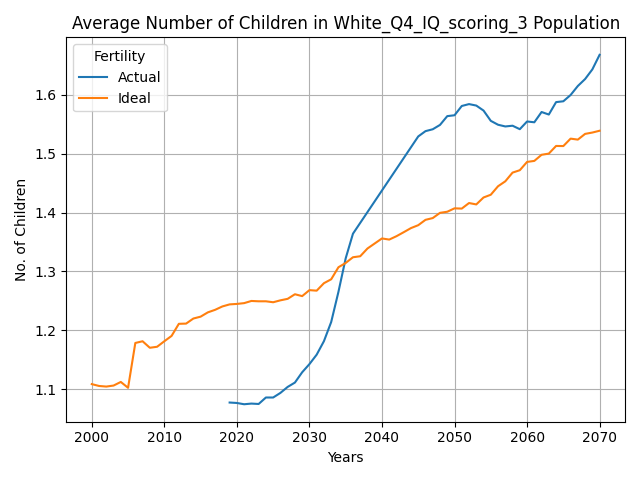 Average Number of Children in White_Q4_IQ_scoring_3 Population
Fertility
Actual
Ideal
No. of Children
1.6
1.5
1.4
1.3
1.2
1.1
2000 2010 2020 2030 2040 2050 2060 2070
Years